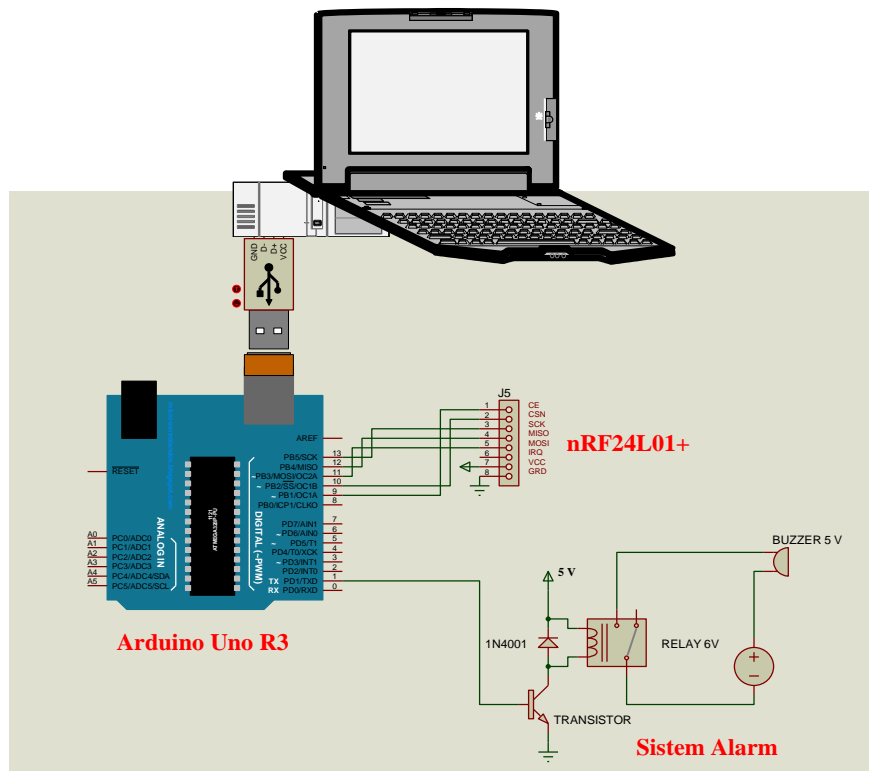 GND
D-
D+
VCC
J5
1 CE
2 CSN
3 SCK
4 MISO
5 MOSI
6 IRQ
7 VCC
8 GRD
nRF24L01+
AREF
RESET
PB5/SCK 13
PB4/MISO 12
~PB3/MOSI/OC2A 11
~ PB2/SS/OC1B 10
~ PB1/OC1A 9
PB0/ICP1/CLKO 8
PD7/AIN1 7
~PD6/AIN0 6
~ PD5/T1 5
PD4/T0/XCK 4
~PD3/INT1 3
PD2/INT0 2
TX PD1/TXD 1
RX PD0/RXD 0
DIGITAL (~PWM)
1121
ATMEGA328P-PU
ANALOG IN
A0 PC0/ADC0
A1 PC1/ADC1
A2 PC2/ADC2
A3 PC3/ADC3
A4 PC4/ADC4/SDA
A5 PC5/ADC5/SCL
Arduino Uno R3
5 V
1N4001
TRANSISTOR
RELAY 6V
BUZZER 5 V
Sistem Alarm